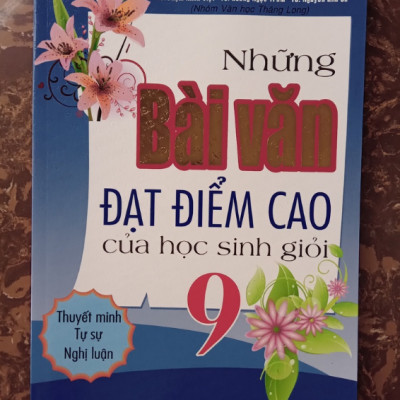 (Nhóm Văn học Thăng Long)
Những
Bài văn
ĐẠT ĐIỂM CAO
của học sinh giỏi
9
Thuyết minh
Tự sự
Nghị luận